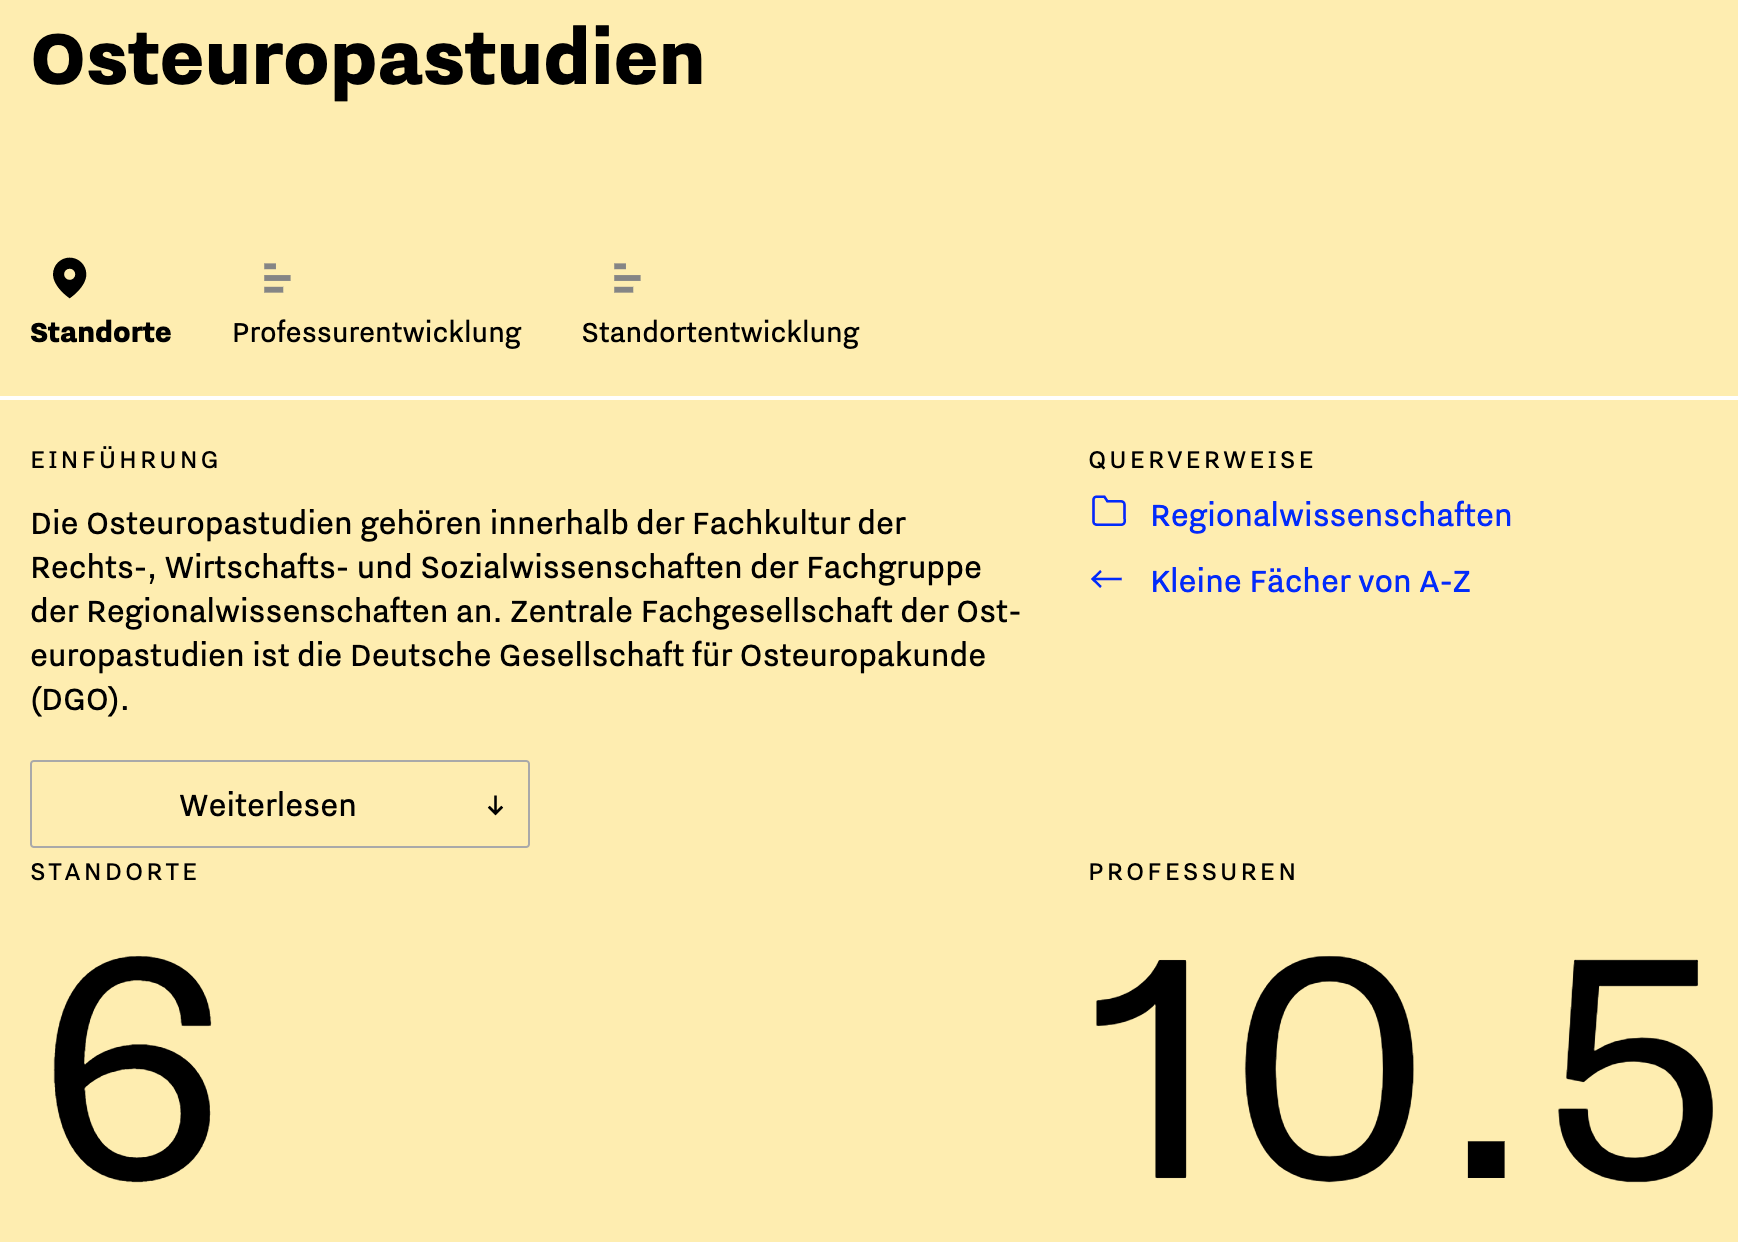 Osteuropastudien
Standorte
Professurentwicklung
Standortentwicklung
EINFÜHRUNG
Die Osteuropastudien gehören innerhalb der Fachkultur der
Rechts-, Wirtschafts- und Sozialwissenschaften der Fachgruppe
der Regionalwissenschaften an. Zentrale Fachgesellschaft der Ost-
europastudien ist die Deutsche Gesellschaft für Osteuropakunde
(DGO).
Weiterlesen
QUERVERWEISE
Regionalwissenschaften
Kleine Fächer von A-Z
STANDORTE
6
PROFESSUREN
10.5